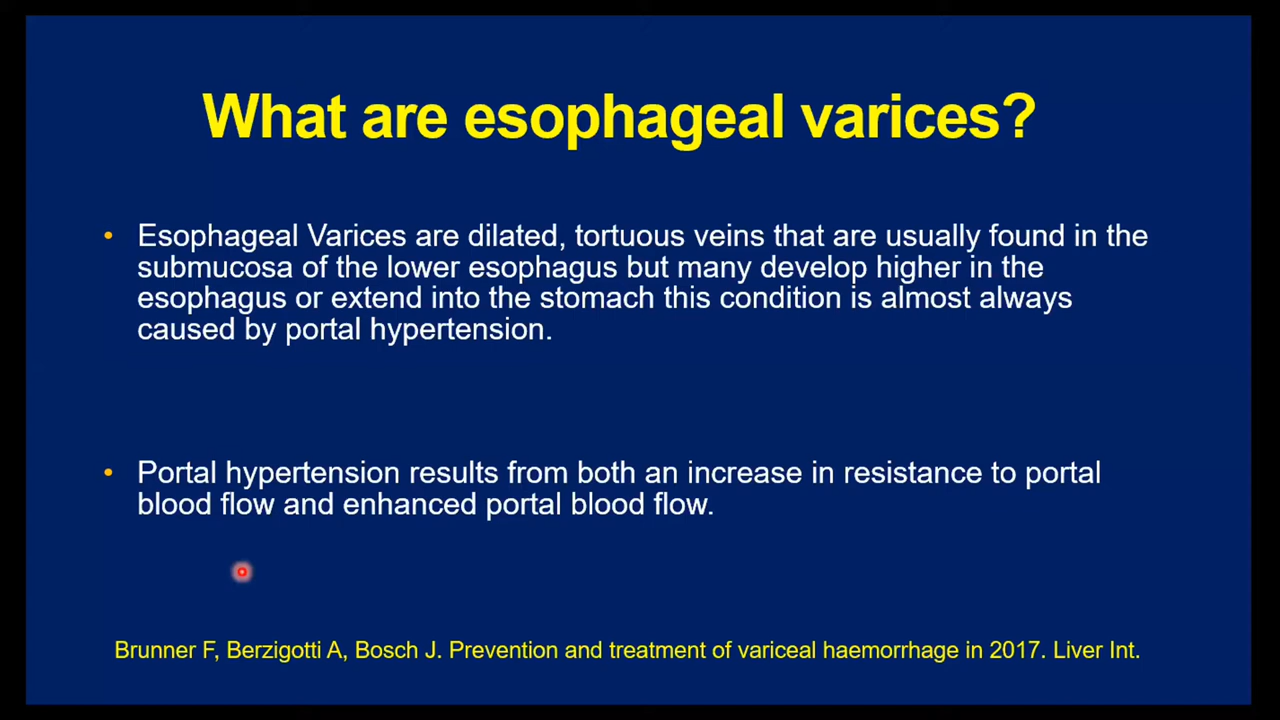 What are esophageal varices?
• Esophageal Varices are dilated, tortuous veins that are usually found in the
submucosa of the lower esophagus but many develop higher in the
esophagus or extend into the stomach this condition is almost always
caused by portal hypertension.
• Portal hypertension results from both an increase in resistance to portal
blood flow and enhanced portal blood flow.
Brunner F, Berzigotti A, Bosch J. Prevention and treatment of variceal haemorrhage in 2017. Liver Int.